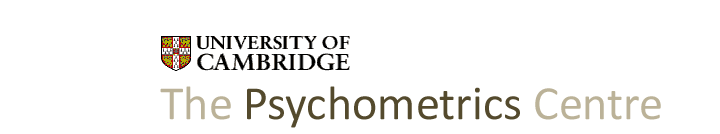 UNIVERSITY OF
CAMBRIDGE
The Psychometrics Centre